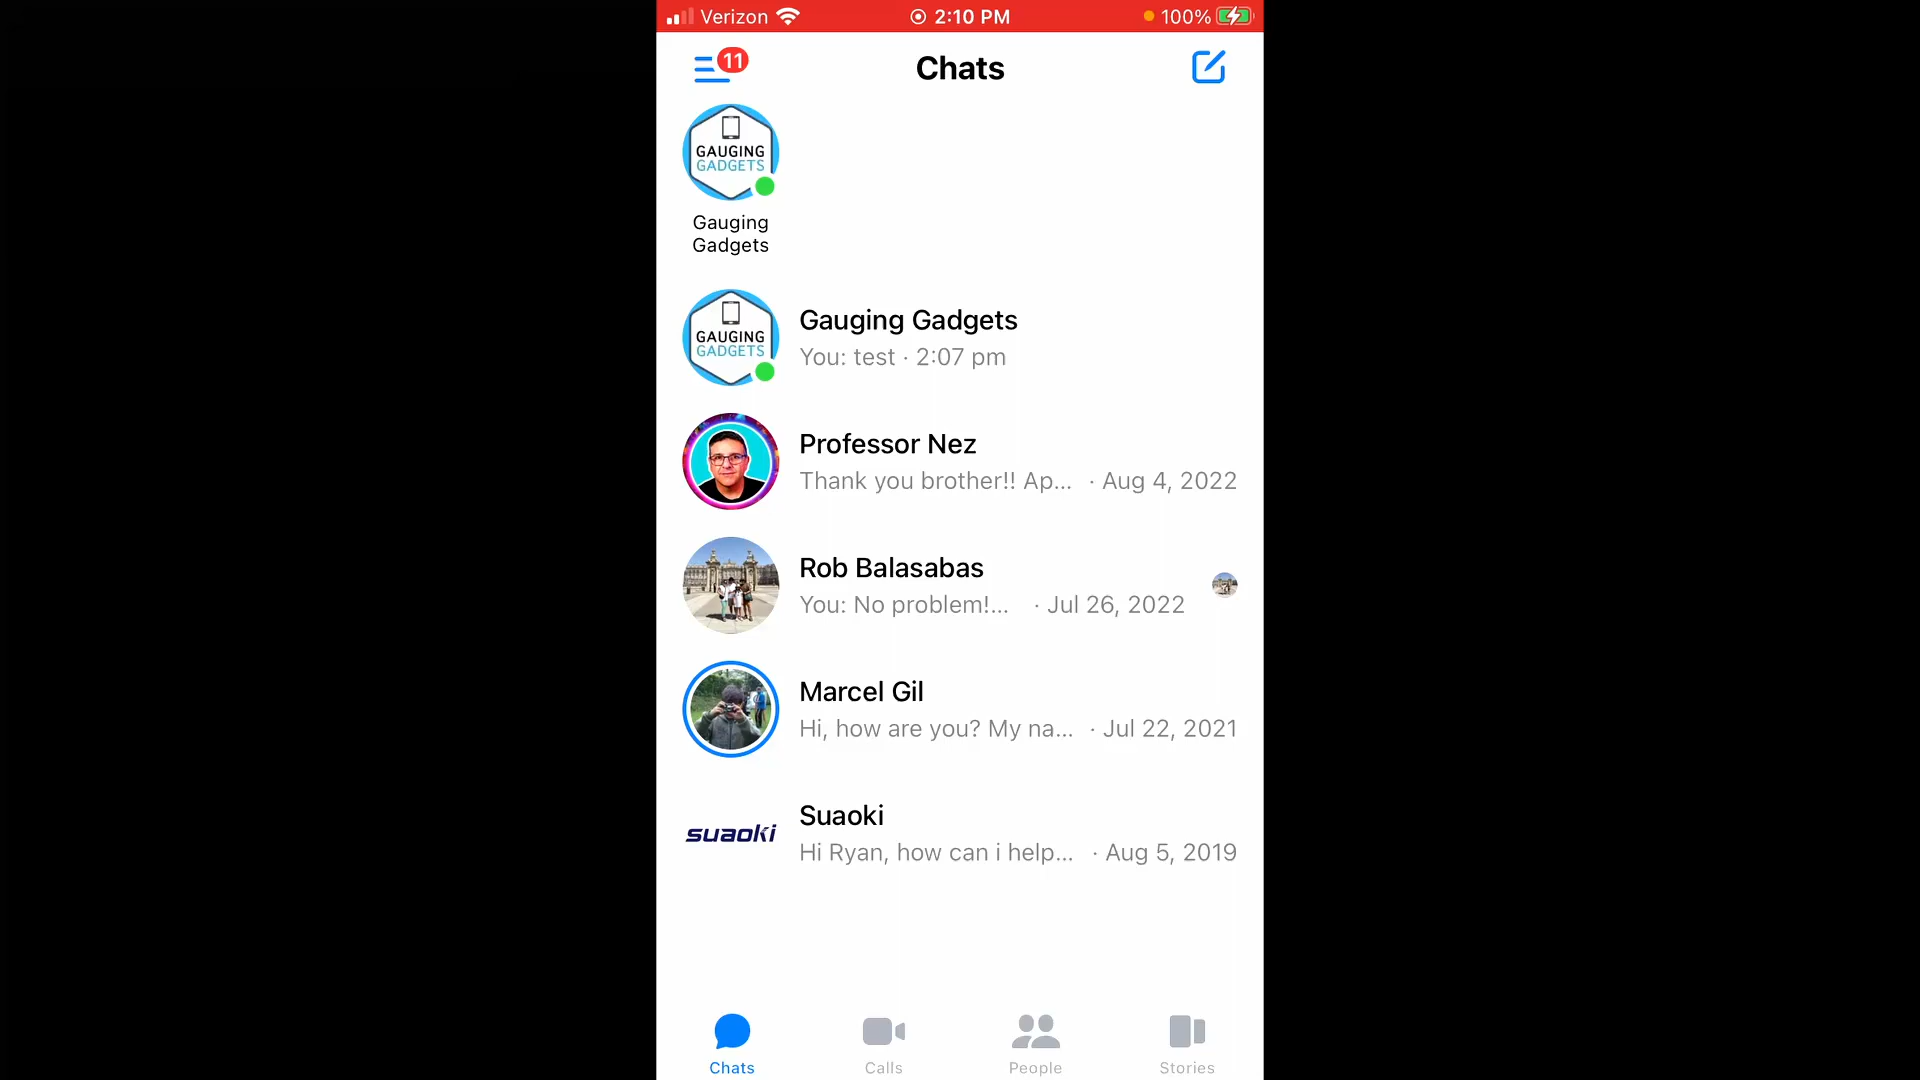 Verizon 2:10 PM 100%
11
Chats
GAUGING
GADGETS
Gauging
Gadgets
GAUGING
GADGETS
Gauging Gadgets
You: test · 2:07 pm
Professor Nez
Thank you brother!! Ap... · Aug 4, 2022
Rob Balasabas
You: No problem!... · Jul 26, 2022
Marcel Gil
Hi, how are you? My na... · Jul 22, 2021
suaoki
Suaoki
Hi Ryan, how can i help... · Aug 5, 2019
Chats Calls People Stories